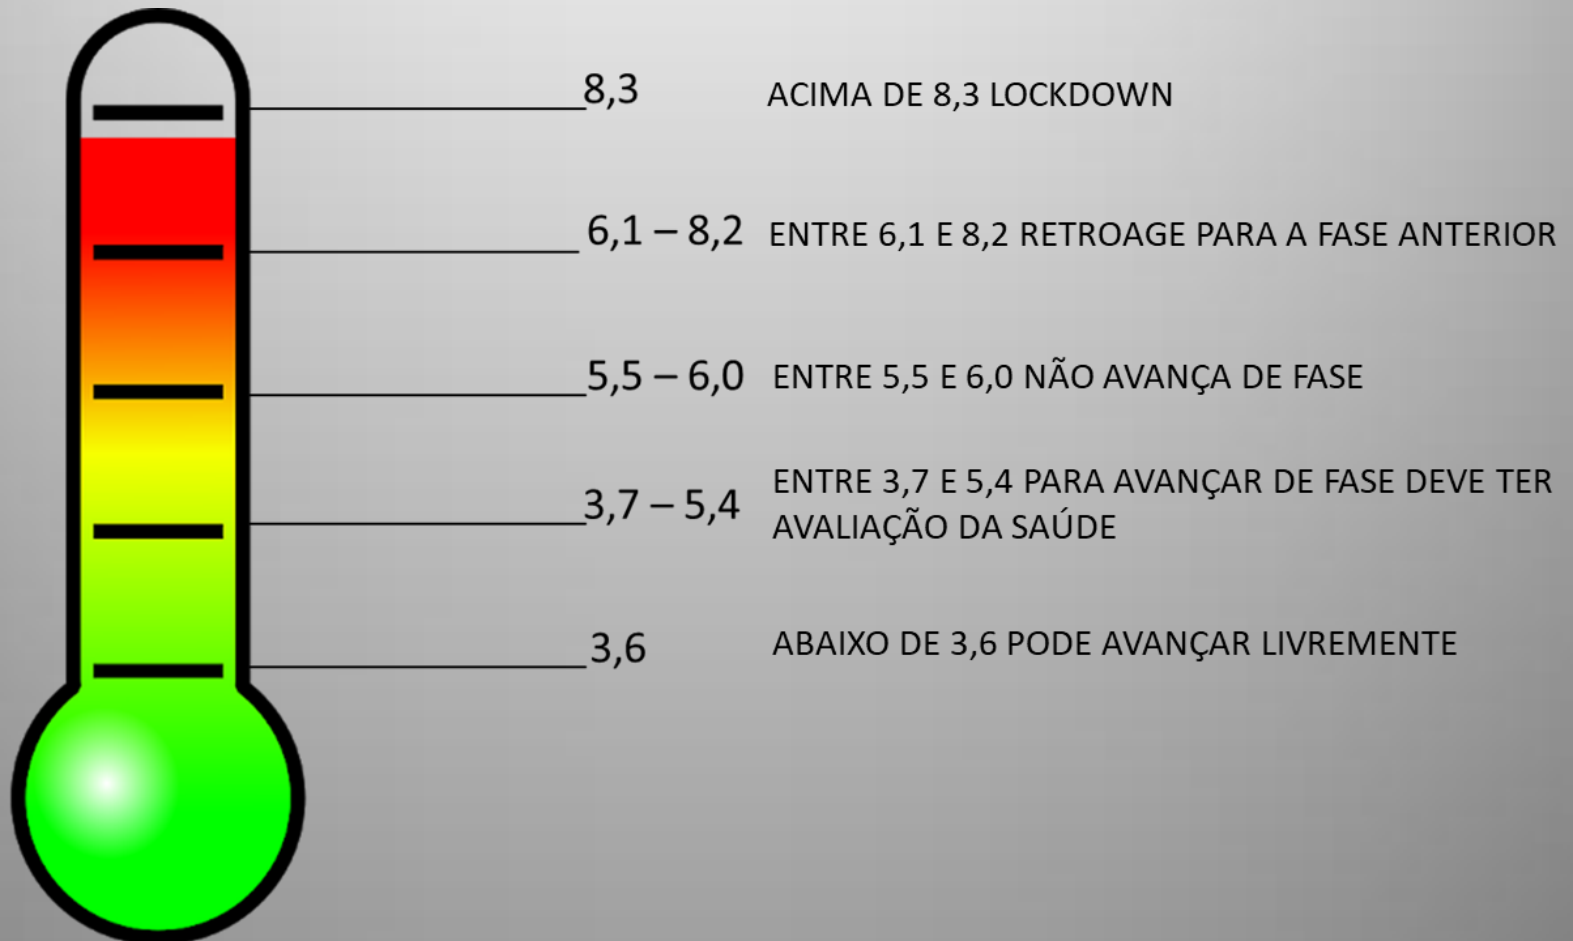 8,3 ACIMA DE 8,3 LOCKDOWN
6,1 – 8,2 ENTRE 6,1 E 8,2 RETROAGE PARA A FASE ANTERIOR
5,5 – 6,0 ENTRE 5,5 E 6,0 NÃO AVANÇA DE FASE
3,7 – 5,4 ENTRE 3,7 E 5,4 PARA AVANÇAR DE FASE DEVE TER
AVALIAÇÃO DA SAÚDE
3,6 ABAIXO DE 3,6 PODE AVANÇAR LIVREMENTE